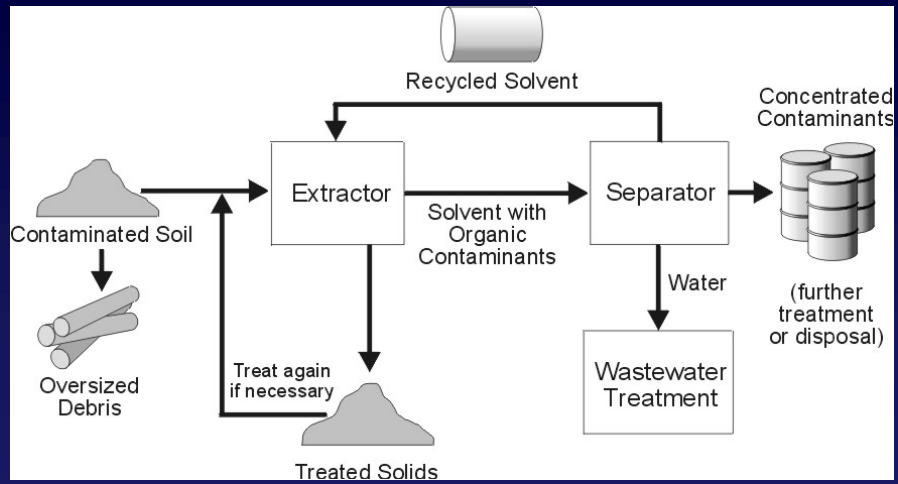 Recycled Solvent
Concentrated
Contaminants
Extractor
Separator
Contaminated Soil
Solvent with
Organic
Contaminants
Water
(further
treatment
or disposal)
Oversized
Debris
Treat again
if necessary
Wastewater
Treatment
Treated Solids